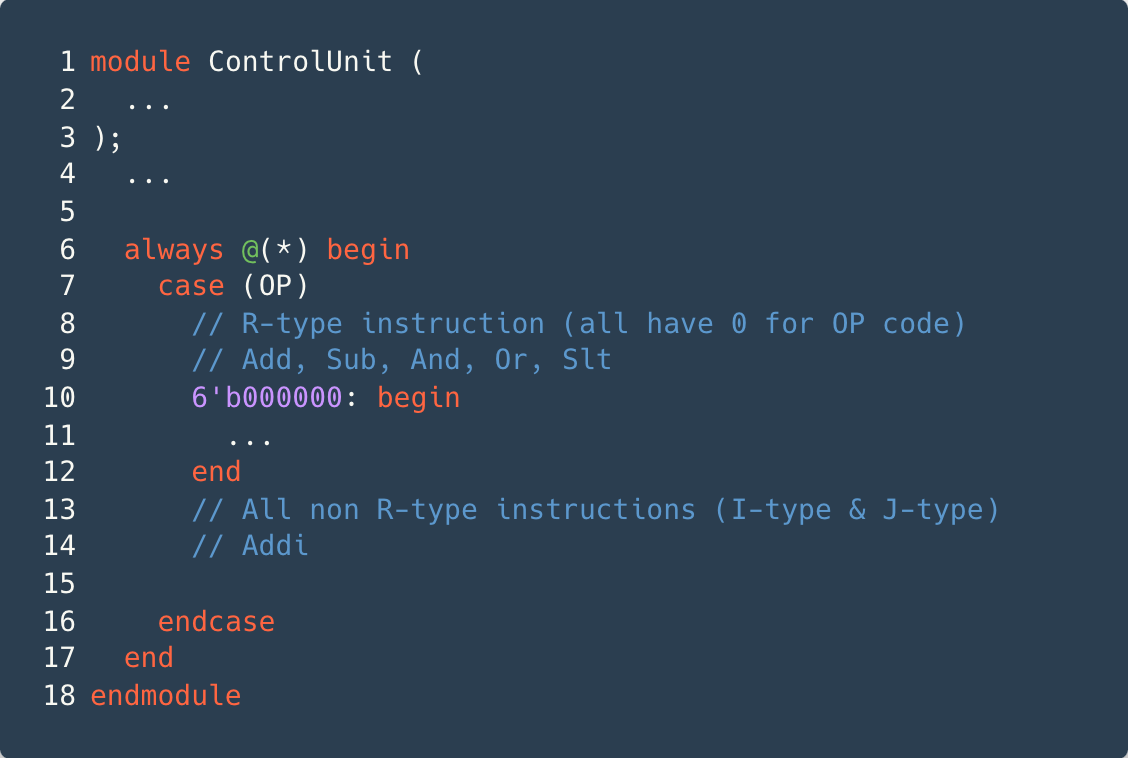 1 module ControlUnit (
2   ...
3 );
4   ...
5
6   always @(*) begin
7     case (OP)
8       // R-type instruction (all have 0 for OP code)
9       // Add, Sub, And, Or, Slt
10       6'b000000: begin
11         ...
12       end
13       // All non R-type instructions (I-type & J-type)
14       // Addi
15
16     endcase
17   end
18 endmodule